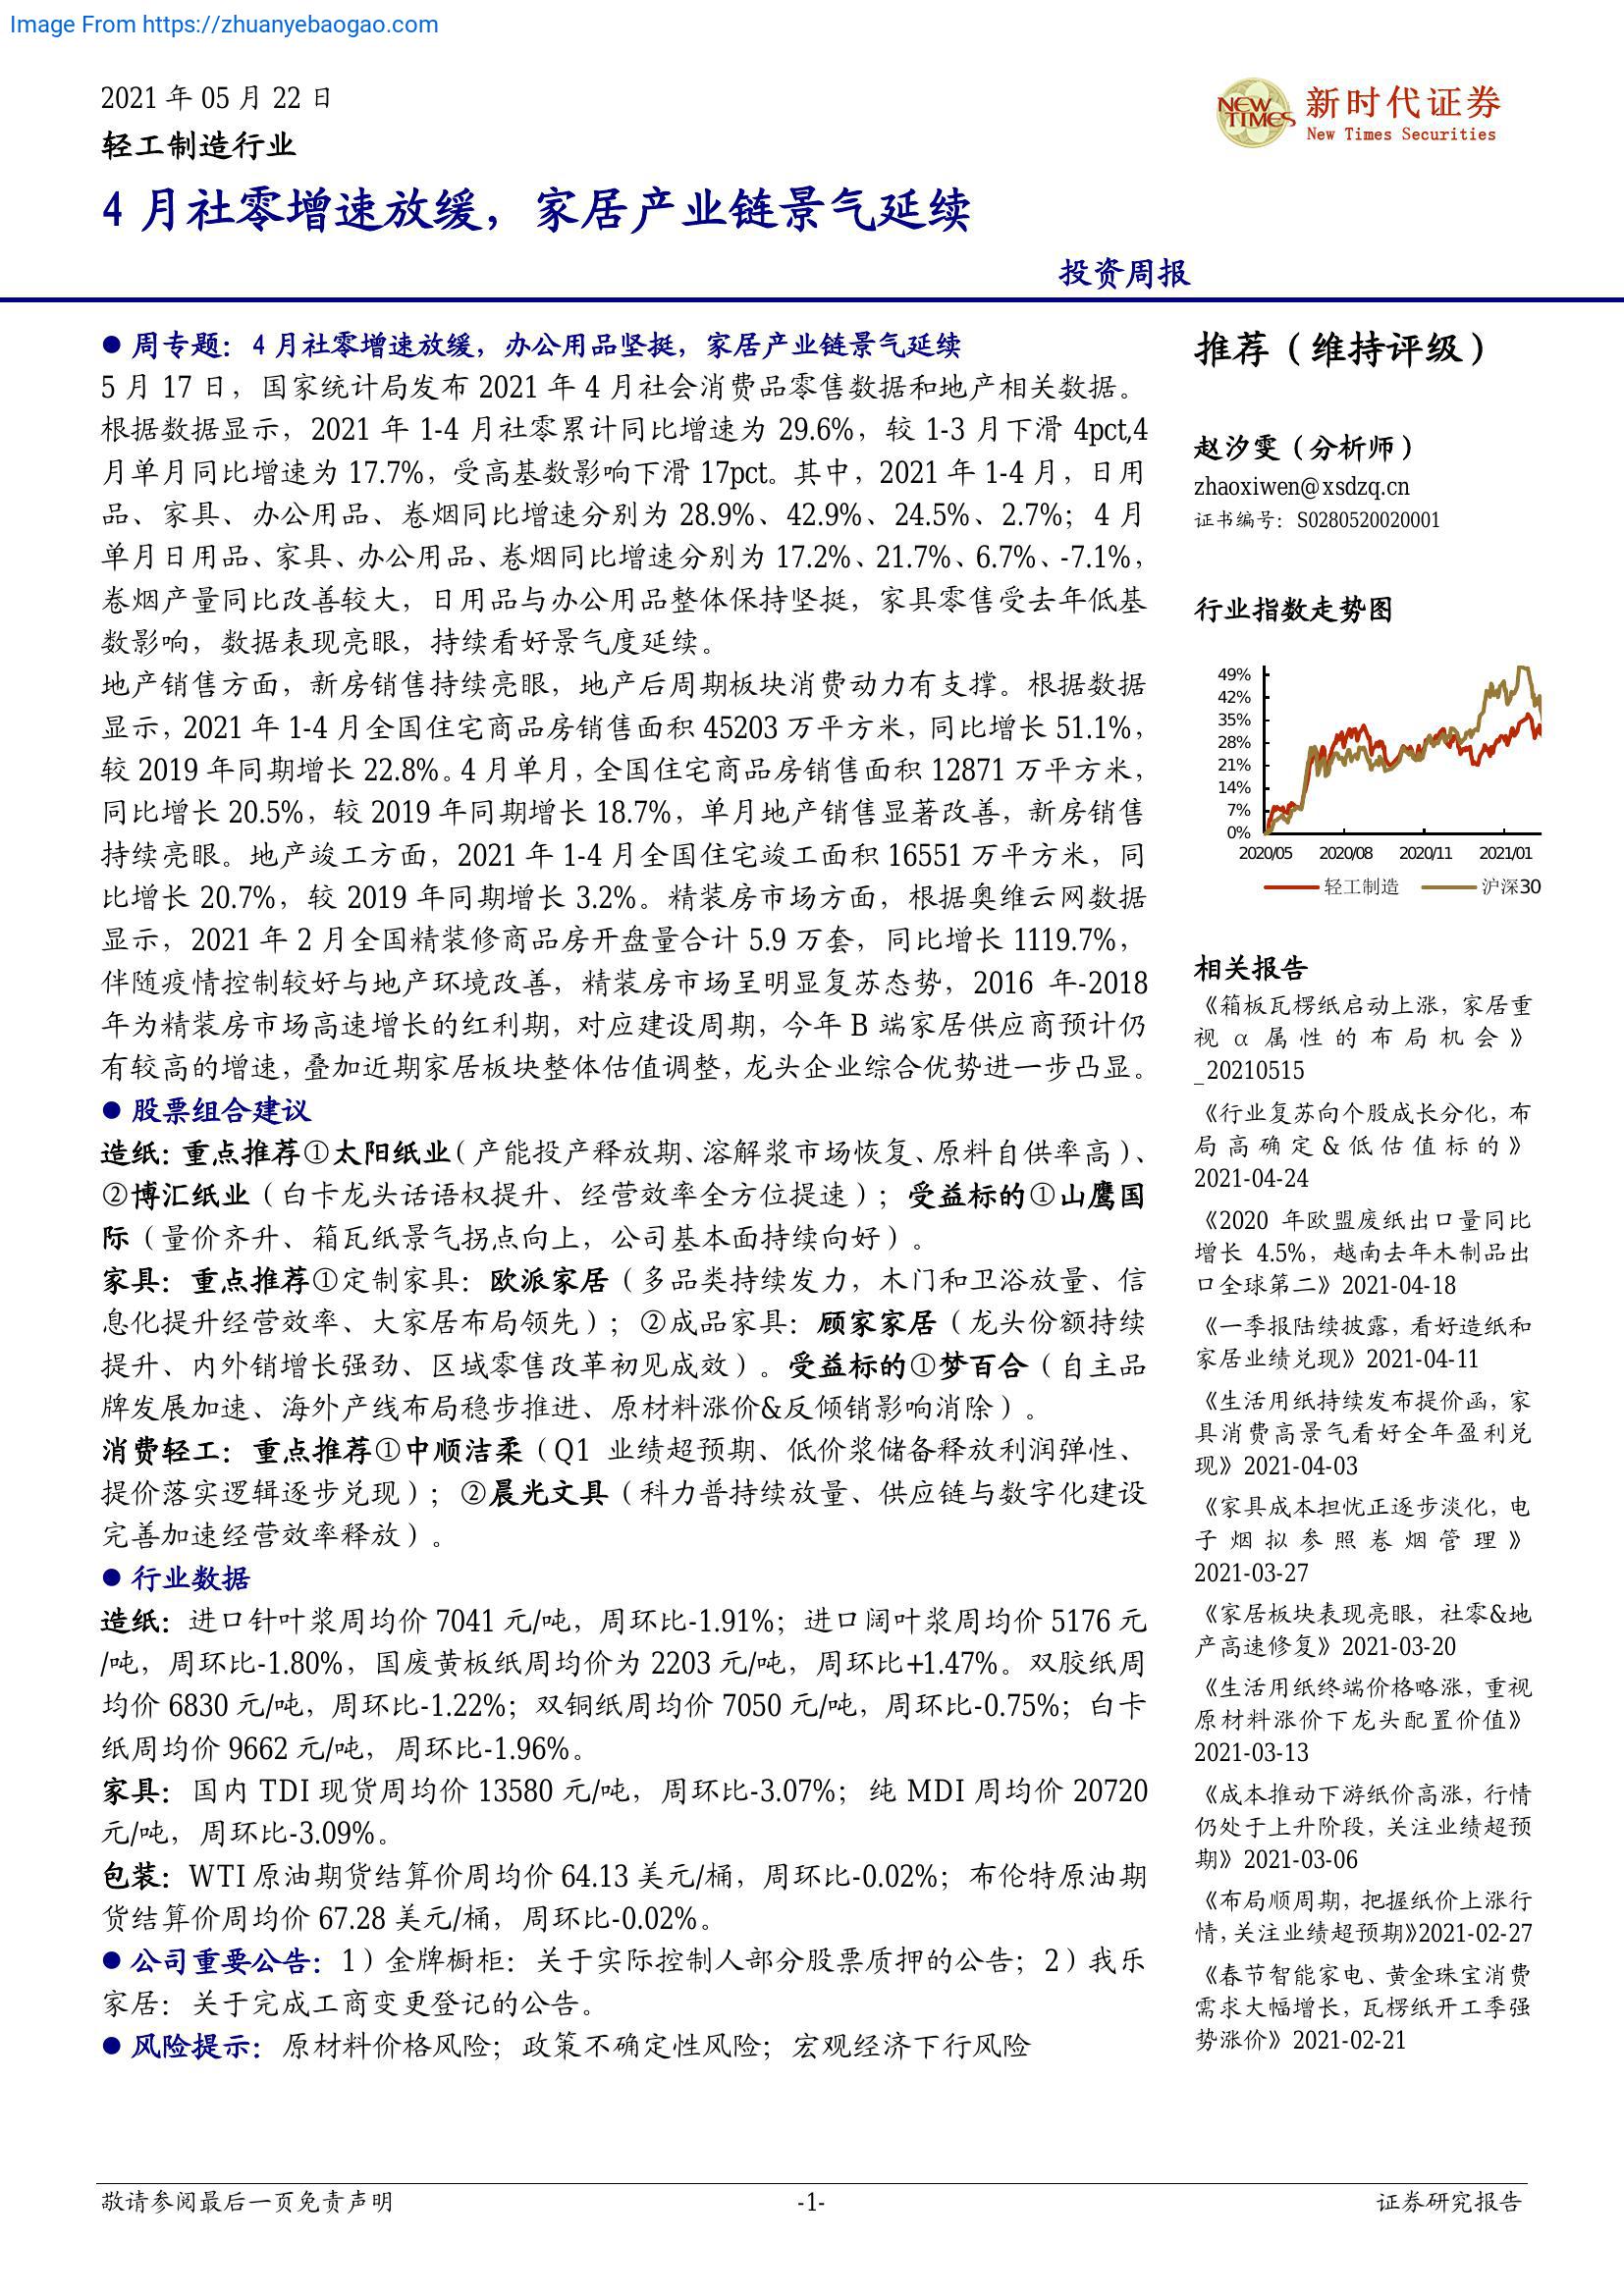 Image From https://zhuanyebaogao.com
2021 年 05 月 22 日
轻工制造行业
NEW TIMES
新时代证券
New Times Securities
4 月社零增速放缓，家居产业链景气延续
投资周报
● 周专题：4 月社零增速放缓，办公用品坚挺，家居产业链景气延续
5 月 17 日，国家统计局发布 2021 年 4 月社会消费品零售数据和地产相关数据。
根据数据显示，2021 年 1-4 月社零累计同比增速为 29.6%，较 1-3 月下滑 4pct,4
月单月同比增速为 17.7%，受高基数影响下滑 17pct。其中，2021 年 1-4 月，日用
品、家具、办公用品、卷烟同比增速分别为 28.9%、42.9%、24.5%、2.7%；4 月
单月日用品、家具、办公用品、卷烟同比增速分别为 17.2%、21.7%、6.7%、-7.1%，
卷烟产量同比改善较大，日用品与办公用品整体保持坚挺，家具零售受去年低基
数影响，数据表现亮眼，持续看好景气度延续。
地产销售方面，新房销售持续亮眼，地产后周期板块消费动力有支撑。根据数据
显示，2021 年 1-4 月全国住宅商品房销售面积 45203 万平方米，同比增长 51.1%，
较 2019 年同期增长 22.8%。4 月单月，全国住宅商品房销售面积 12871 万平方米，
同比增长 20.5%，较 2019 年同期增长 18.7%，单月地产销售显著改善，新房销售
持续亮眼。地产竣工方面，2021 年 1-4 月全国住宅竣工面积 16551 万平方米，同
比增长 20.7%，较 2019 年同期增长 3.2%。精装房市场方面，根据奥维云网数据
显示，2021 年 2 月全国精装修商品房开盘量合计 5.9 万套，同比增长 1119.7%，
伴随疫情控制较好与地产环境改善，精装房市场呈明显复苏态势，2016 年-2018
年为精装房市场高速增长的红利期，对应建设周期，今年 B 端家居供应商预计仍
有较高的增速，叠加近期家居板块整体估值调整，龙头企业综合优势进一步凸显。
● 股票组合建议
造纸：重点推荐①太阳纸业（产能投产释放期、溶解浆市场恢复、原料自供率高）、
②博汇纸业（白卡龙头话语权提升、经营效率全方位提速）；受益标的①山鹰国
际（量价齐升、箱瓦纸景气拐点向上，公司基本面持续向好）。
家具：重点推荐①定制家具：欧派家居（多品类持续发力，木门和卫浴放量、信
息化提升经营效率、大家居布局领先）；②成品家具：顾家家居（龙头份额持续
提升、内外销增长强劲、区域零售改革初见成效）。受益标的①梦百合（自主品
牌发展加速、海外产线布局稳步推进、原材料涨价&反倾销影响消除）。
消费轻工：重点推荐①中顺洁柔（Q1 业绩超预期、低价浆储备释放利润弹性、
提价落实逻辑逐步兑现）；②晨光文具（科力普持续放量、供应链与数字化建设
完善加速经营效率释放）。
● 行业数据
造纸：进口针叶浆周均价 7041 元/吨，周环比-1.91%；进口阔叶浆周均价 5176 元
/吨，周环比-1.80%，国废黄板纸周均价为 2203 元/吨，周环比+1.47%。双胶纸周
均价 6830 元/吨，周环比-1.22%；双铜纸周均价 7050 元/吨，周环比-0.75%；白卡
纸周均价 9662 元/吨，周环比-1.96%。
家具：国内 TDI 现货周均价 13580 元/吨，周环比-3.07%；纯 MDI 周均价 20720
元/吨，周环比-3.09%。
包装：WTI 原油期货结算价周均价 64.13 美元/桶，周环比-0.02%；布伦特原油期
货结算价周均价 67.28 美元/桶，周环比-0.02%。
● 公司重要公告：1）金牌橱柜：关于实际控制人部分股票质押的公告；2）我乐
家居：关于完成工商变更登记的公告。
● 风险提示：原材料价格风险；政策不确定性风险；宏观经济下行风险
推荐（维持评级）
赵汐雯（分析师）
zhaoxiwen@xsdzq.cn
证书编号：S0280520020001
行业指数走势图
49%
42%
35%
28%
21%
14%
7%
0%
2020/05 2020/08 2020/11 2021/01
轻工制造 沪深30
相关报告
《箱板瓦楞纸启动上涨，家居重
视 α 属性的布局机会》
_20210515
《行业复苏向个股成长分化，布
局高确定&低估值标的》
2021-04-24
《2020 年欧盟废纸出口量同比
增长 4.5%，越南去年木制品出
口全球第二》2021-04-18
《一季报陆续披露，看好造纸和
家居业绩兑现》2021-04-11
《生活用纸持续发布提价函，家
具消费高景气看好全年盈利兑
现》2021-04-03
《家具成本担忧正逐步淡化，电
子烟拟参照卷烟管理》
2021-03-27
《家居板块表现亮眼，社零&地
产高速修复》2021-03-20
《生活用纸终端价格略涨，重视
原材料涨价下龙头配置价值》
2021-03-13
《成本推动下游纸价高涨，行情
仍处于上升阶段，关注业绩超预
期》2021-03-06
《布局顺周期，把握纸价上涨行
情，关注业绩超预期》2021-02-27
《春节智能家电、黄金珠宝消费
需求大幅增长，瓦楞纸开工季强
势涨价》2021-02-21
敬请参阅最后一页免责声明
-1-
证券研究报告